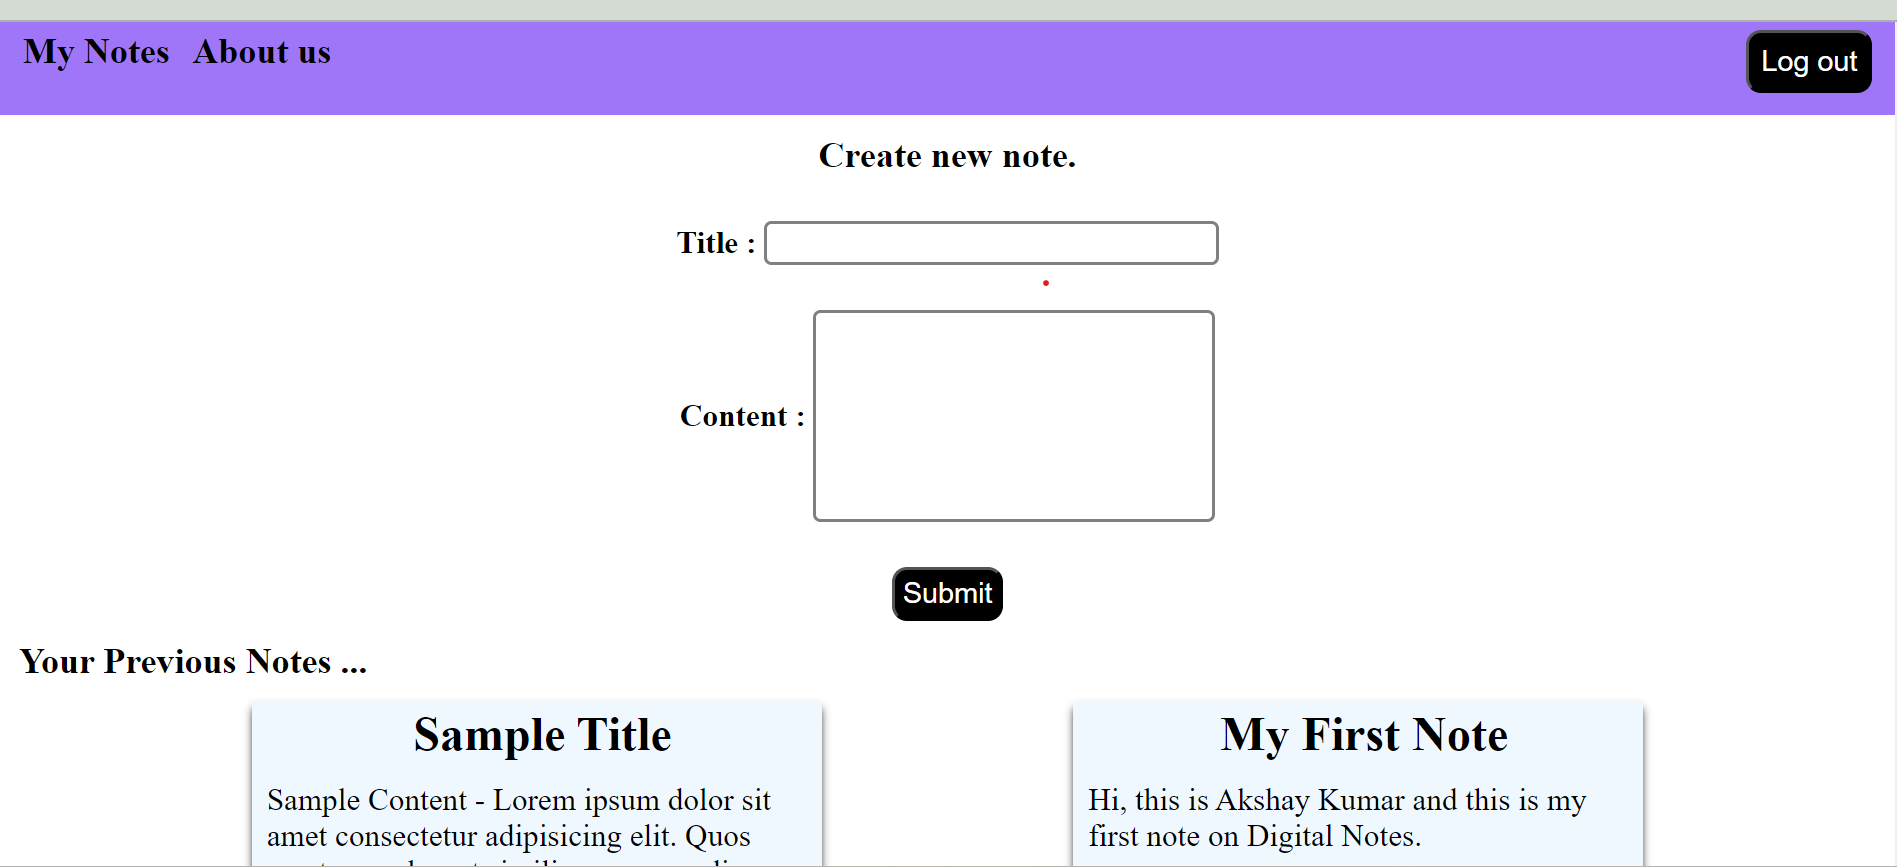 My Notes About us
Log out
Create new note.
Title :
Content :
Submit
Your Previous Notes ...
Sample Title
Sample Content - Lorem ipsum dolor sit
amet consectetur adipisicing elit. Quos
My First Note
Hi, this is Akshay Kumar and this is my
first note on Digital Notes.